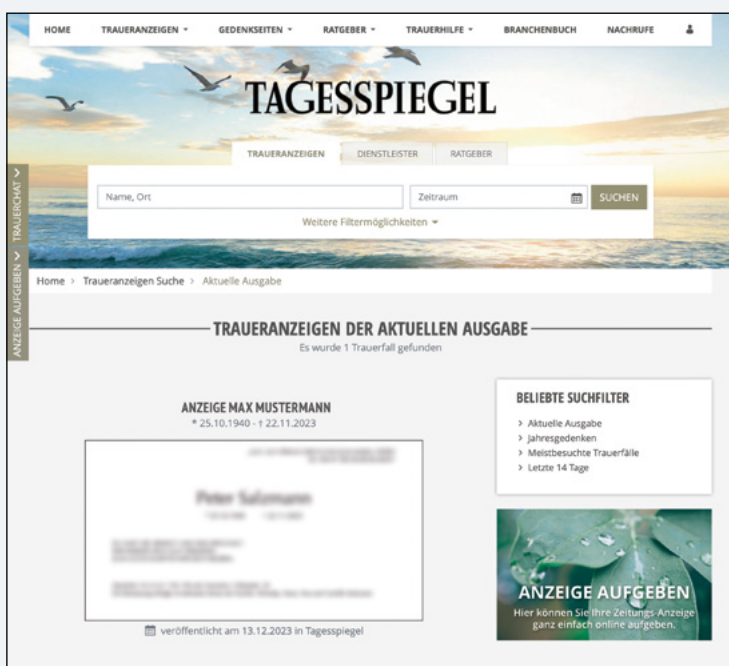 HOME TRAUERANZEIGEN GEDENKSEITEN RATGEBER TRAUERHILFE BRANCHENBUCH NACHRUFE
TAGESSPIEGEL
TRAUERANZEIGEN DIENSTLEISTER RATGEBER
Name, Ort Zeitraum SUCHEN
Weitere Filtermöglichkeiten
TRAUERCHAT >
ANZEIGE AUFGEBEN >
Home > Traueranzeigen Suche > Aktuelle Ausgabe
TRAUERANZEIGEN DER AKTUELLEN AUSGABE
Es wurde 1 Trauerfall gefunden
ANZEIGE MAX MUSTERMANN
* 25.10.1940 - † 22.11.2023
veröffentlicht am 13.12.2023 in Tagesspiegel
BELIEBTE SUCHFILTER
> Aktuelle Ausgabe
> Jahresgedenken
> Meistbesuchte Trauerfälle
> Letzte 14 Tage
ANZEIGE AUFGEBEN
Hier können Sie Ihre Zeitungs-Anzeige
ganz einfach online aufgeben.